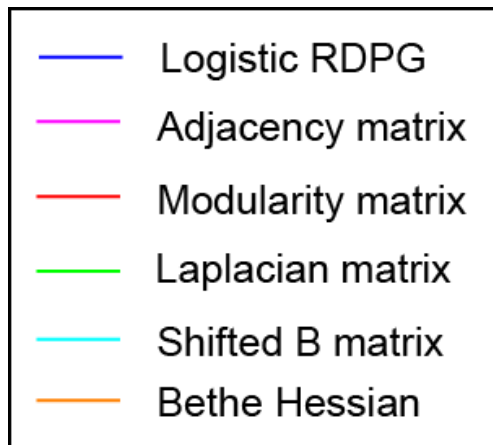 Logistic RDPG
Adjacency matrix
Modularity matrix
Laplacian matrix
Shifted B matrix
Bethe Hessian